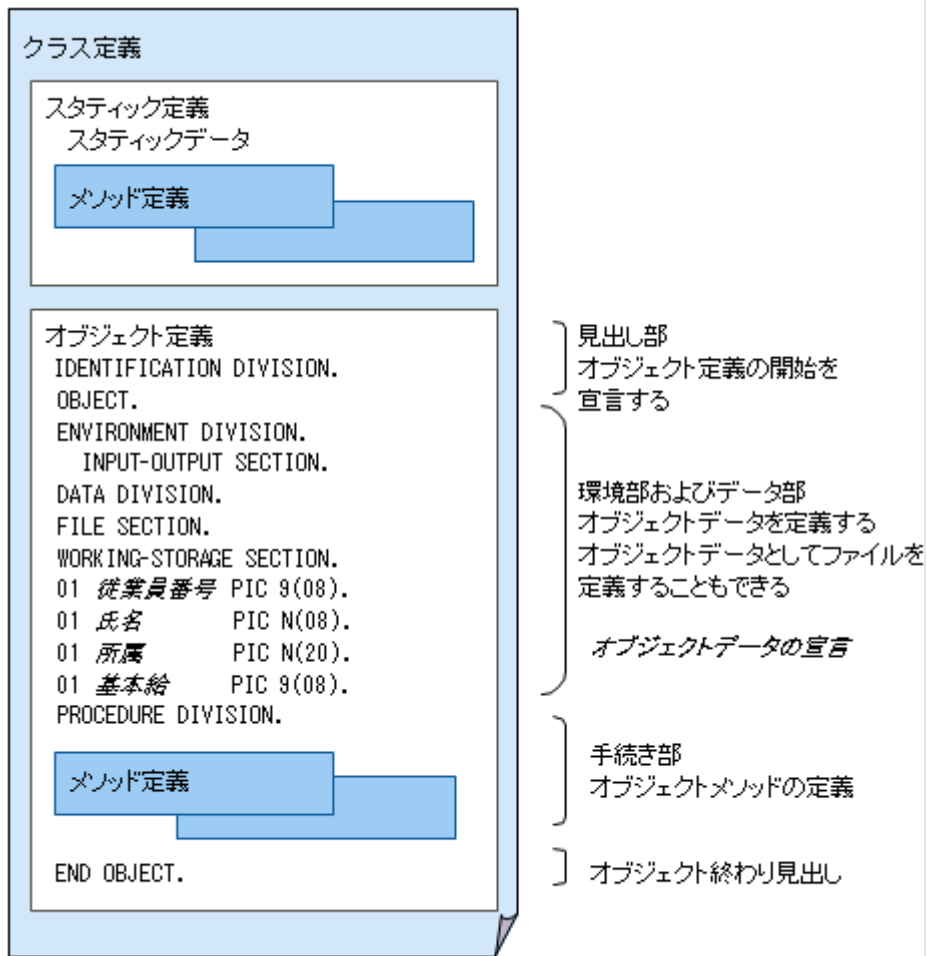 クラス定義
スタティック定義
スタティックデータ
メソッド定義
オブジェクト定義
IDENTIFICATION DIVISION.
OBJECT.
ENVIRONMENT DIVISION.
INPUT-OUTPUT SECTION.
DATA DIVISION.
FILE SECTION.
WORKING-STORAGE SECTION.
01 従業員番号 PIC 9(08).
01 氏名 PIC N(08).
01 所属 PIC N(20).
01 基本給 PIC 9(08).
PROCEDURE DIVISION.
メソッド定義
END OBJECT.
見出し部
オブジェクト定義の開始を
宣言する
環境部およびデータ部
オブジェクトデータを定義する
オブジェクトデータとしてファイルを
定義することもできる
オブジェクトデータの宣言
手続き部
オブジェクトメソッドの定義
オブジェクト終わり見出し